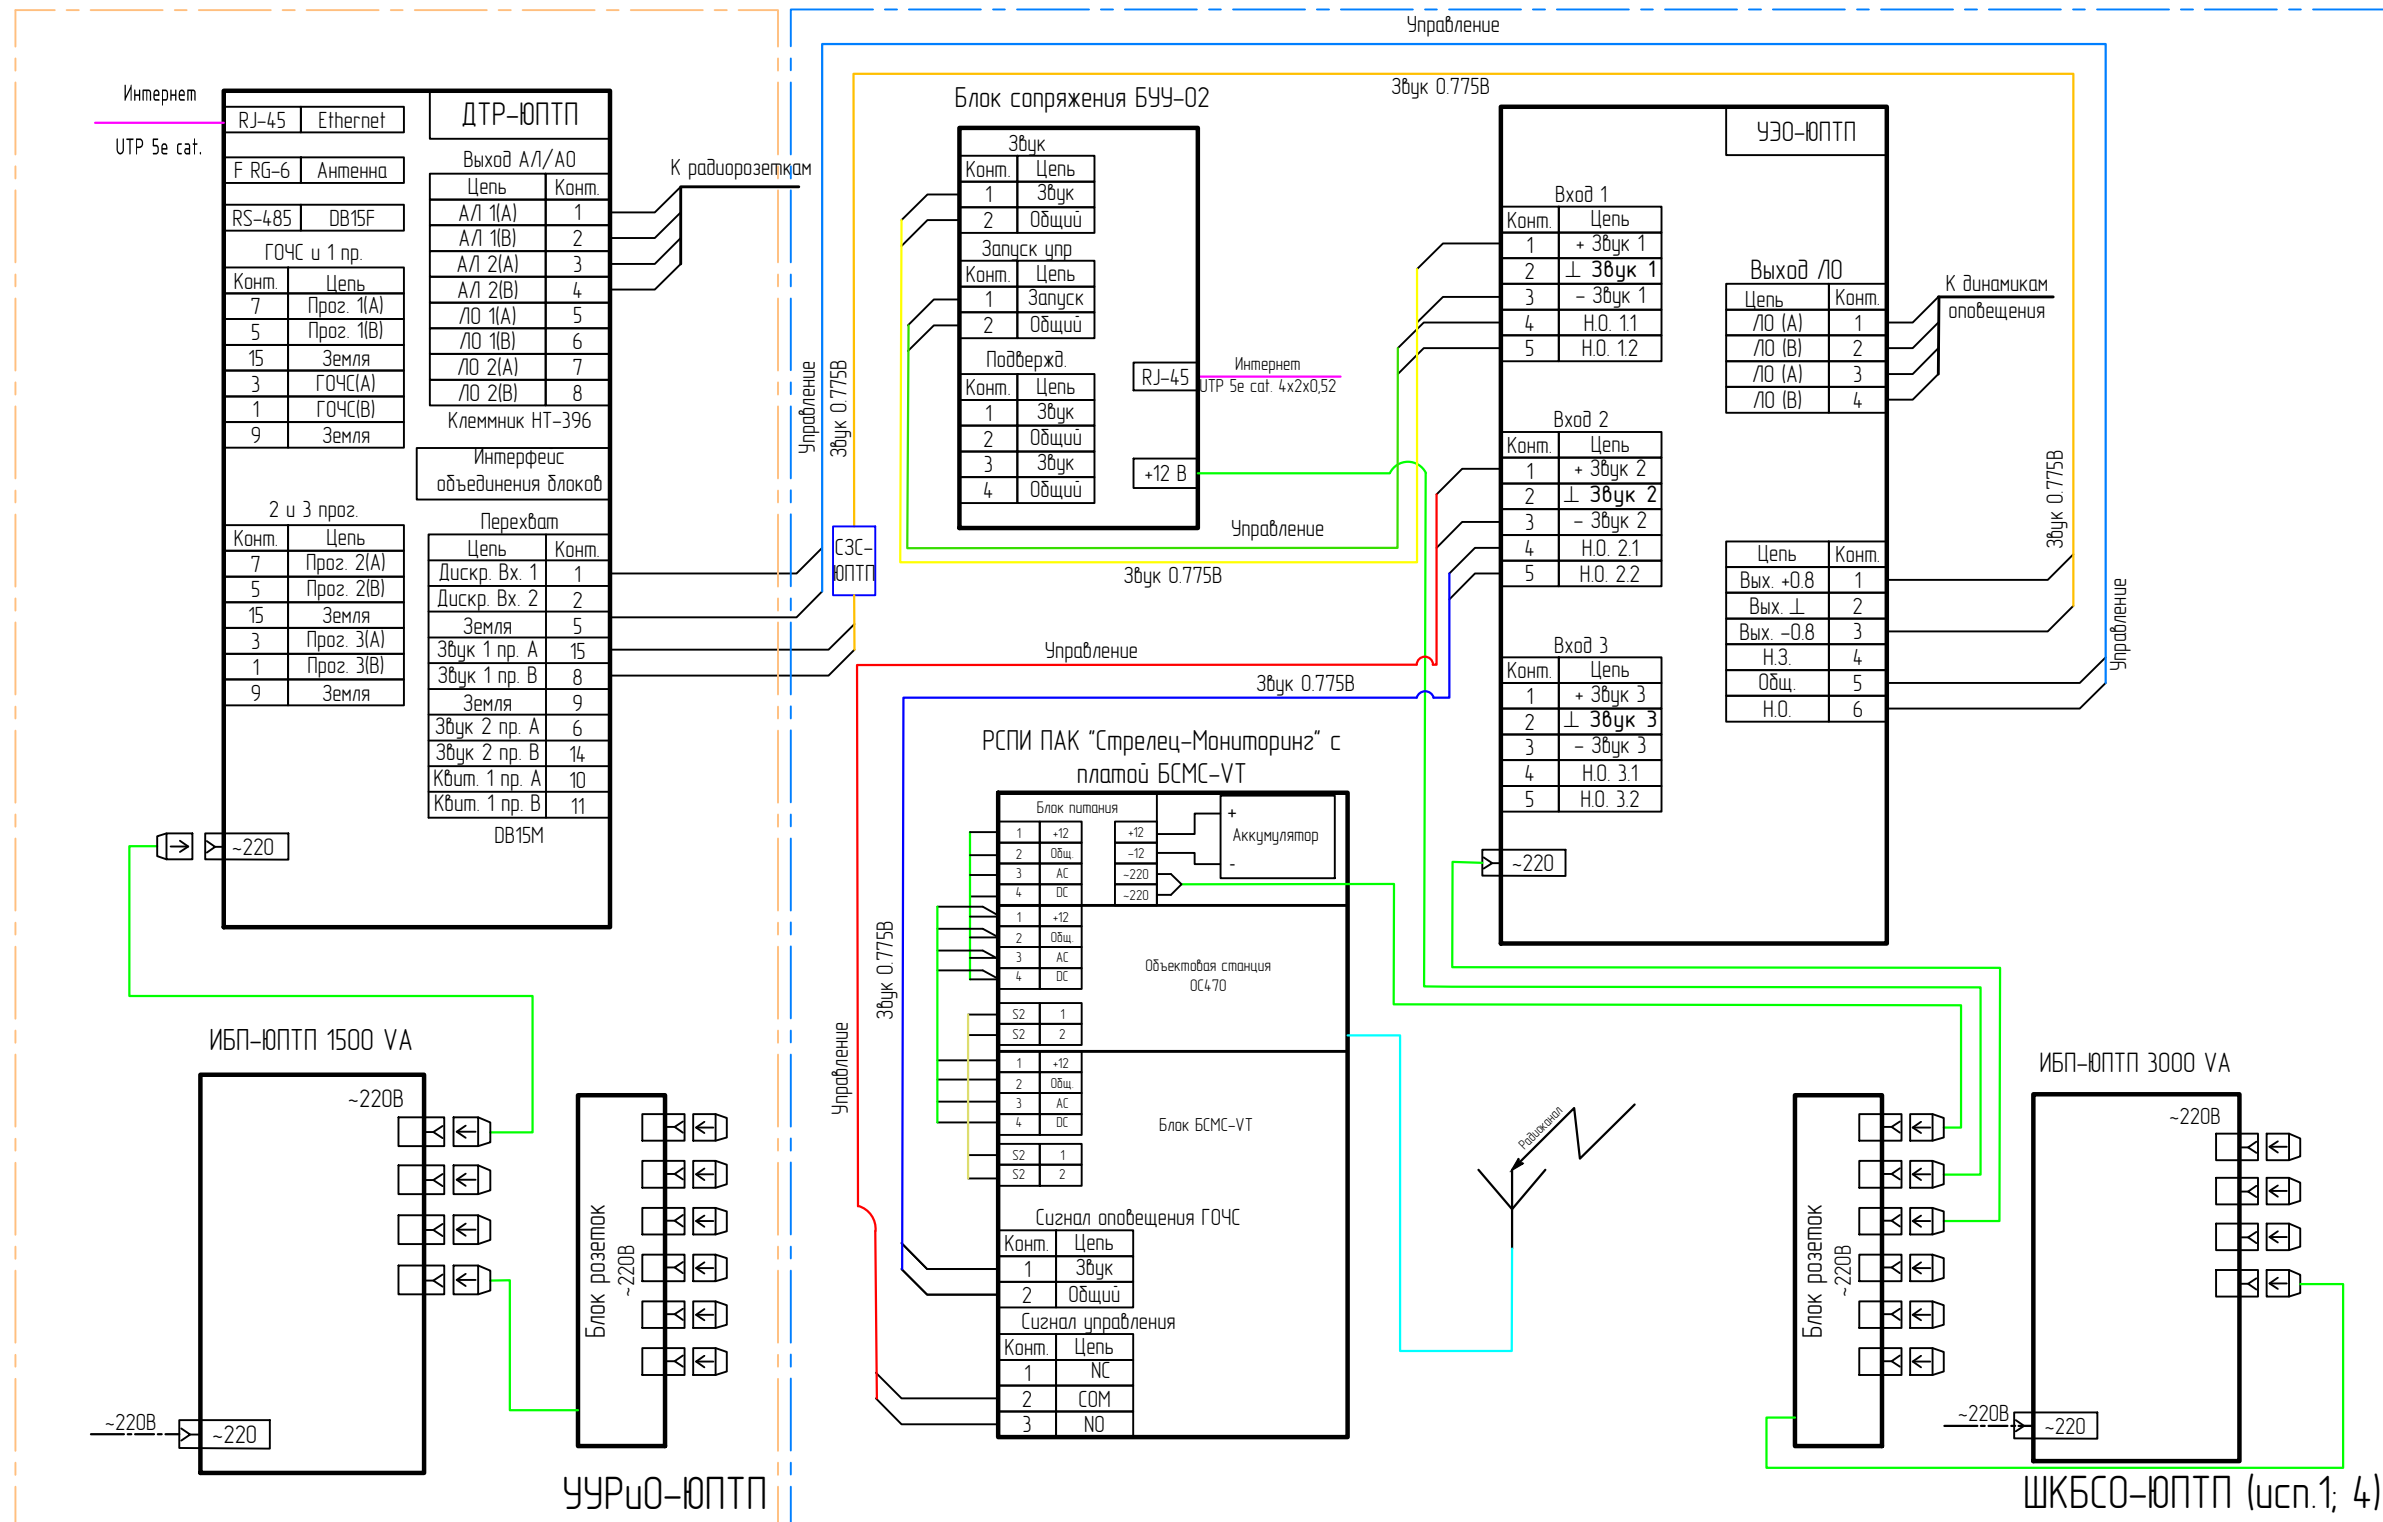 Управление
Звук 0.775В
Интернет
UTP 5e cat.
RJ-45 Ethernet
F RG-6 Антенна
RS-485 DB15F
ДТР-ЮПТП
ГОЧС и 1 пр.
Конт. Цепь
7 Прог. 1(А)
5 Прог. 1(В)
15 Земля
3 ГОЧС(А)
1 ГОЧС(В)
9 Земля
2 и 3 прог.
Конт. Цепь
7 Прог. 2(А)
5 Прог. 2(В)
15 Земля
3 Прог. 3(А)
1 Прог. 3(В)
9 Земля
~220
Выход АЛ/АО
Цепь Конт.
АЛ 1(А) 1
АЛ 1(В) 2
АЛ 2(А) 3
АЛ 2(В) 4
ЛО 1(А) 5
ЛО 1(В) 6
ЛО 2(А) 7
ЛО 2(В) 8
Клеммник НТ-396
Интерфейс
объединения блоков
Перехват
Цепь Конт.
Дискр. Вх. 1 1
Дискр. Вх. 2 2
Земля 5
Звук 1 пр. А 15
Звук 1 пр. В 8
Земля 9
Звук 2 пр. А 6
Звук 2 пр. В 14
Квит. 1 пр. А 10
Квит. 1 пр. В 11
DB15M
К радиорозеткам
Управление
Звук 0.775В
СЗС-
ЮПТП
Блок сопряжения БУУ-02
Звук
Конт. Цепь
1 Звук
2 Общий
Запуск упр
Конт. Цепь
1 Запуск
2 Общий
Подтвержд.
Конт. Цепь
1 Звук
2 Общий
3 Звук
4 Общий
RJ-45
+12 В
Интернет
UTP 5e cat. 4x2x0,52
Управление
Звук 0.775В
Управление
Звук 0.775В
УЭО-ЮПТП
Вход 1
Конт. Цепь
1 + Звук 1
2 ⊥ Звук 1
3 - Звук 1
4 Н.О. 1.1
5 Н.О. 1.2
Вход 2
Конт. Цепь
1 + Звук 2
2 ⊥ Звук 2
3 - Звук 2
4 Н.О. 2.1
5 Н.О. 2.2
Вход 3
Конт. Цепь
1 + Звук 3
2 ⊥ Звук 3
3 - Звук 3
4 Н.О. 3.1
5 Н.О. 3.2
~220
Выход ЛО
Цепь Конт.
ЛО (А) 1
ЛО (В) 2
ЛО (А) 3
ЛО (В) 4
К динамикам
оповещения
Цепь Конт.
Вых. +0.8 1
Вых. ⊥ 2
Вых. -0.8 3
Н.З. 4
Общ. 5
Н.О. 6
Звук 0.775В
Управление
РСПИ ПАК "Стрелец-Мониторинг" с
платой БСМС-VT
Блок питания
1 +12
2 Общ.
3 AC
4 DC
+12
-12
~220
~220
+
Аккумулятор
-
1 +12
2 Общ.
3 AC
4 DC
S2 1
S2 2
Объектовая станция
ОС470
1 +12
2 Общ.
3 AC
4 DC
S2 1
S2 2
Блок БСМС-VT
Сигнал оповещения ГОЧС
Конт. Цепь
1 Звук
2 Общий
Сигнал управления
Конт. Цепь
1 NC
2 COM
3 NO
Звук 0.775В
Управление
Радиоканал
ИБП-ЮПТП 1500 VA
~220В
~220В
~220
Блок розеток
~220В
УУРиО-ЮПТП
Блок розеток
~220В
ИБП-ЮПТП 3000 VA
~220В
~220В
~220
ШКБСО-ЮПТП (исп.1; 4)